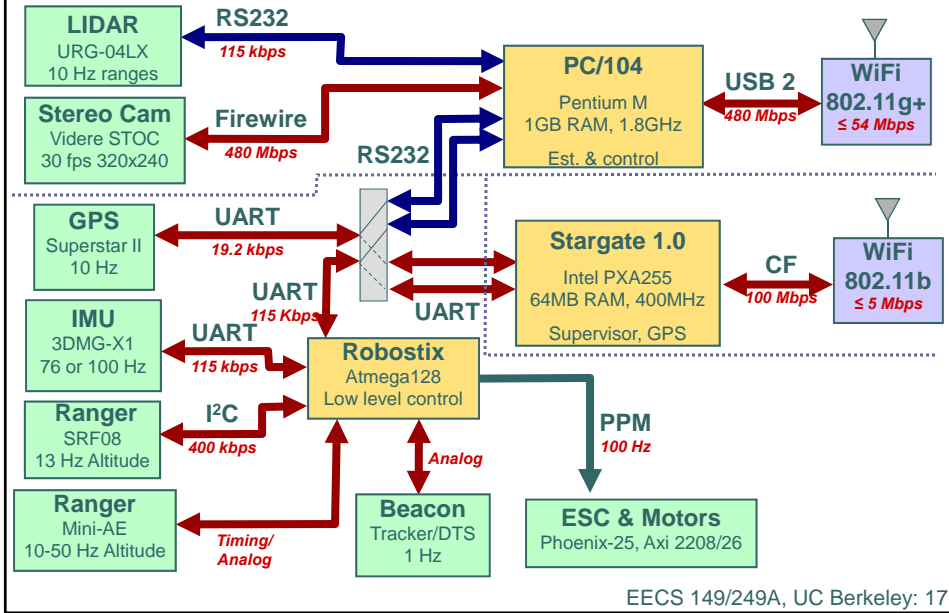 LIDAR
URG-04LX
10 Hz ranges
RS232
115 kbps
Stereo Cam
Videre STOC
30 fps 320x240
Firewire
480 Mbps
RS232
PC/104
Pentium M
1GB RAM, 1.8GHz
Est. & control
USB 2
480 Mbps
WiFi
802.11g+
≤ 54 Mbps
GPS
Superstar II
10 Hz
UART
19.2 kbps
UART
115 Kbps
UART
Stargate 1.0
Intel PXA255
64MB RAM, 400MHz
Supervisor, GPS
CF
100 Mbps
WiFi
802.11b
≤ 5 Mbps
IMU
3DMG-X1
76 or 100 Hz
UART
115 kbps
Robostix
Atmega128
Low level control
Ranger
SRF08
13 Hz Altitude
I²C
400 kbps
PPM
100 Hz
Analog
Ranger
Mini-AE
10-50 Hz Altitude
Timing/
Analog
Beacon
Tracker/DTS
1 Hz
ESC & Motors
Phoenix-25, Axi 2208/26
EECS 149/249A, UC Berkeley: 17